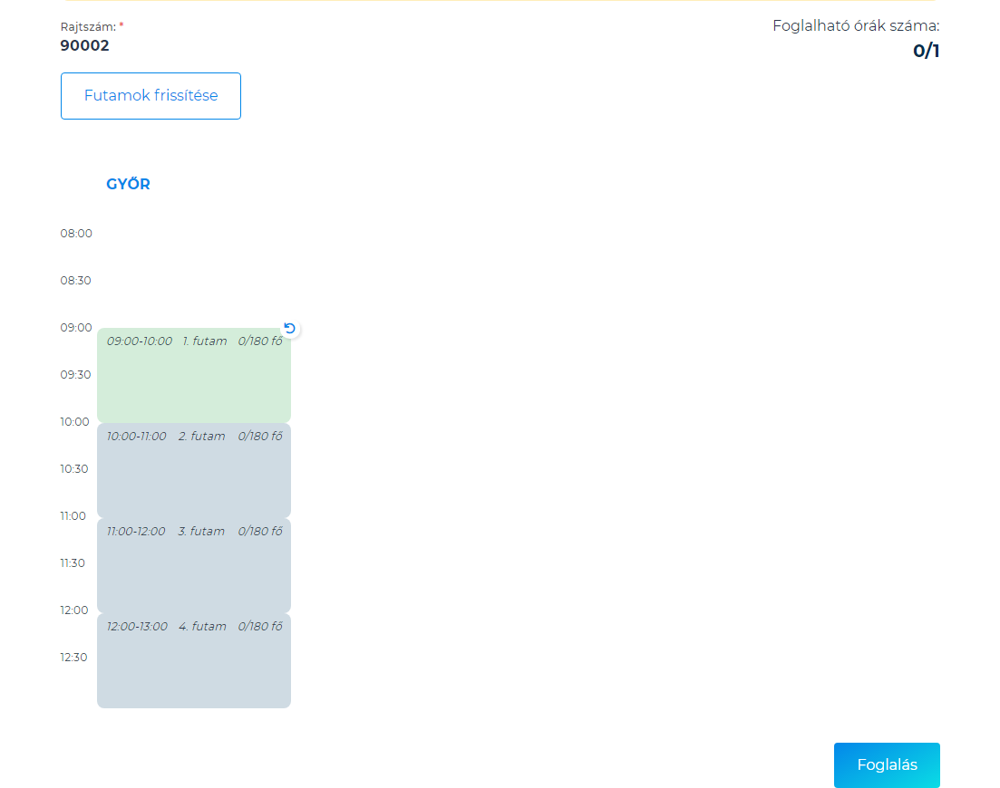 Rajtszám: *
90002
Foglalható órák száma:
0/1
Futamok frissítése
GYŐR
08:00
08:30
09:00
09:00-10:00 1. futam 0/180 fő
09:30
10:00
10:00-11:00 2. futam 0/180 fő
10:30
11:00
11:00-12:00 3. futam 0/180 fő
11:30
12:00
12:00-13:00 4. futam 0/180 fő
12:30
Foglalás